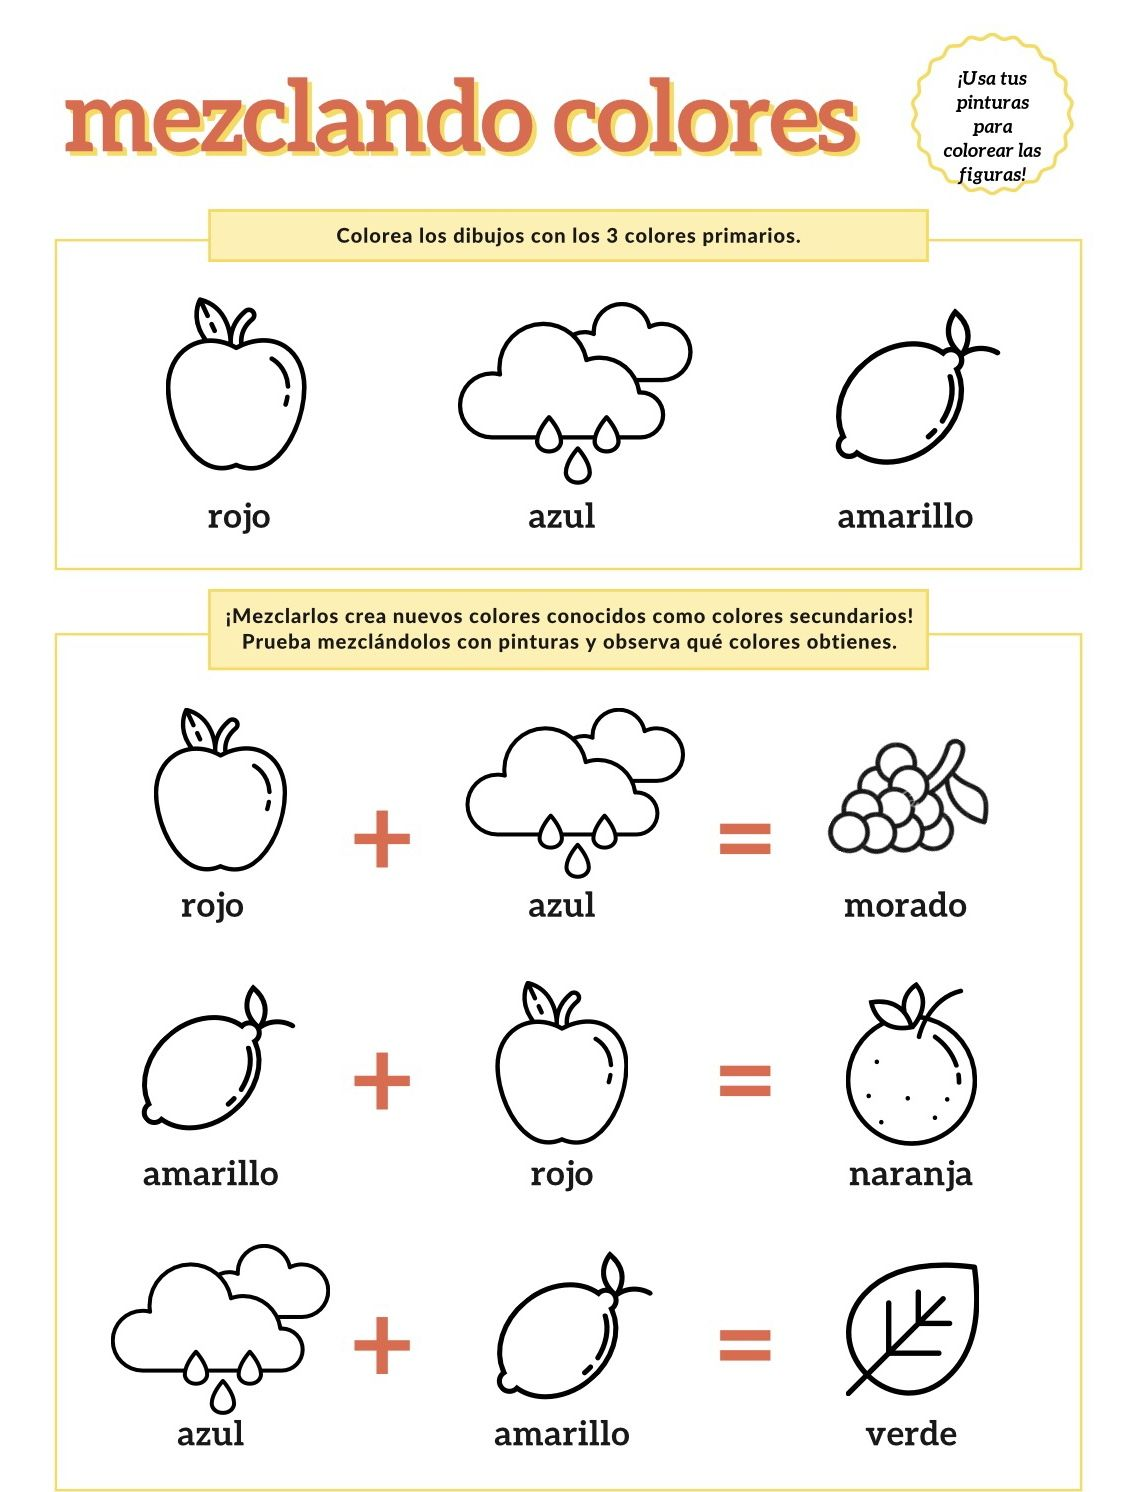 mezclando colores
¡Usa tus
pinturas
para
colorear las
figuras!
Colorea los dibujos con los 3 colores primarios.
rojo
azul
amarillo
¡Mezclarlos crea nuevos colores conocidos como colores secundarios!
Prueba mezclándolos con pinturas y observa qué colores obtienes.
+
=
rojo
azul
morado
+
=
amarillo
rojo
naranja
+
=
azul
amarillo
verde